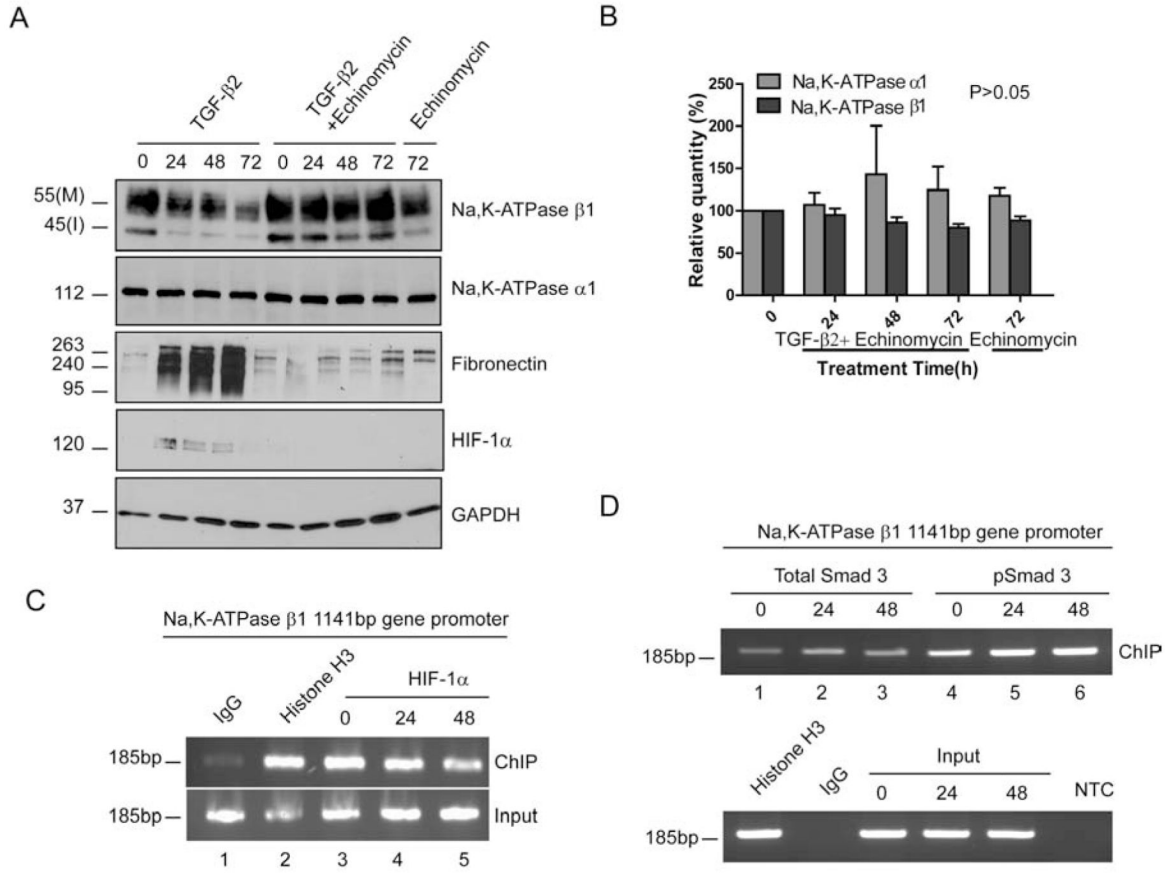 A
TGF-β2
TGF-β2
+Echinomycin
Echinomycin
0 24 48 72 0 24 48 72 72
55(M)
45(I)
Na,K-ATPase β1
112
Na,K-ATPase α1
263
240
95
Fibronectin
120
HIF-1α
37
GAPDH
B
Relative quantity (%)
250
200
150
100
50
0
Na,K-ATPase α1
Na,K-ATPase β1
P>0.05
0 24 48 72 72
TGF-β2+ Echinomycin Echinomycin
Treatment Time(h)
C
Na,K-ATPase β1 1141bp gene promoter
IgG Histone H3 HIF-1α
0 24 48
185bp ChIP
185bp Input
1 2 3 4 5
D
Na,K-ATPase β1 1141bp gene promoter
Total Smad 3 pSmad 3
0 24 48 0 24 48
185bp ChIP
1 2 3 4 5 6
Histone H3 IgG Input NTC
0 24 48
185bp